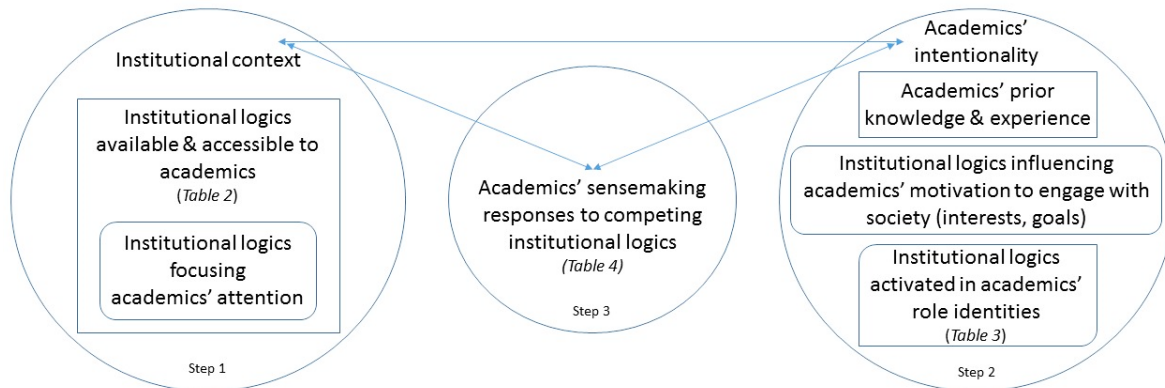 Institutional context
Institutional logics
available & accessible to
academics
(Table 2)
Institutional logics
focusing
academics’ attention
Step 1
Academics’ sensemaking
responses to competing
institutional logics
(Table 4)
Step 3
Academics’
intentionality
Academics’ prior
knowledge & experience
Institutional logics influencing
academics’ motivation to engage with
society (interests, goals)
Institutional logics
activated in academics’
role identities
(Table 3)
Step 2